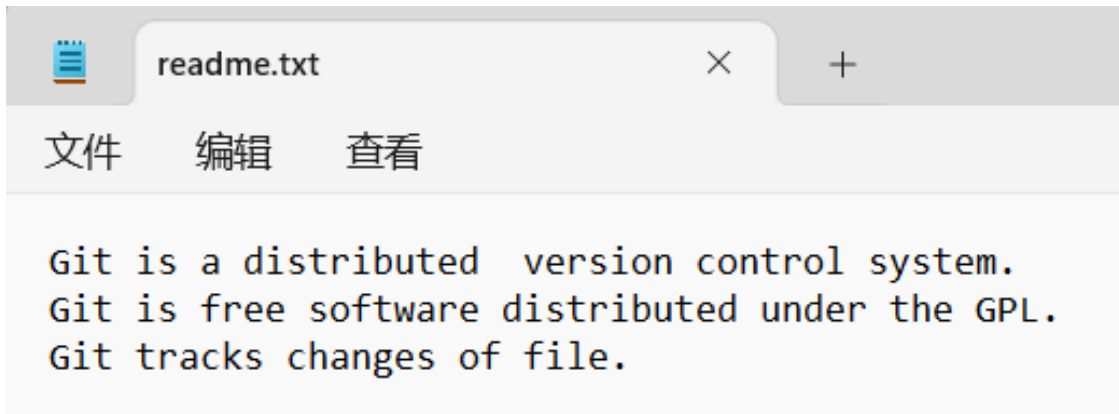 readme.txt
文件 编辑 查看
Git is a distributed  version control system.
Git is free software distributed under the GPL.
Git tracks changes of file.